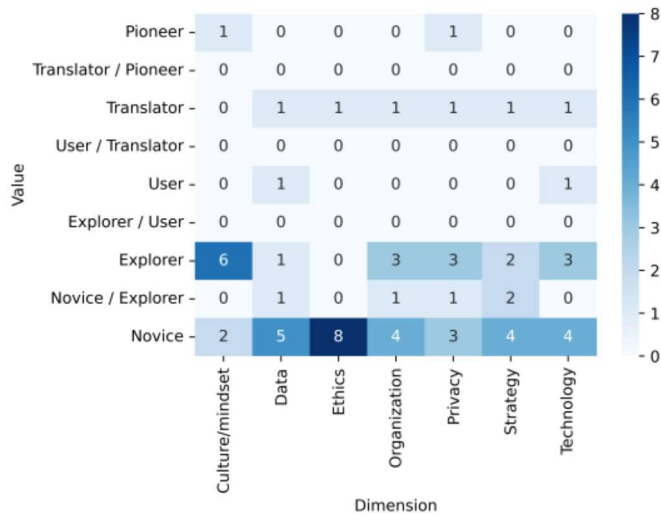 Pioneer 1 0 0 0 1 0 0
Translator / Pioneer 0 0 0 0 0 0 0
Translator 0 1 1 1 1 1 1
User / Translator 0 0 0 0 0 0 0
User 0 1 0 0 0 0 1
Explorer / User 0 0 0 0 0 0 0
Explorer 6 1 0 3 3 2 3
Novice / Explorer 0 1 0 1 1 2 0
Novice 2 5 8 4 3 4 4
Value
Culture/mindset
Data
Ethics
Organization
Privacy
Strategy
Technology
Dimension
8
7
6
5
4
3
2
1
0